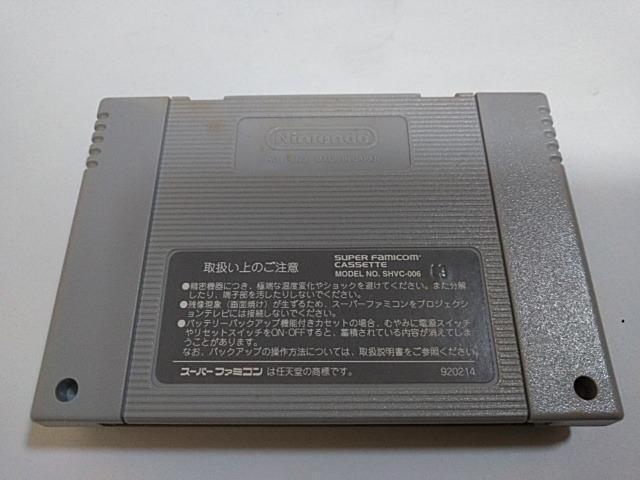 Nintendo
取扱い上のご注意
SUPER FAMICOM
CASSETTE
MODEL NO. SHVC-006
●精密機器につき、極端な温度変化やショックを避けてください。また分解
したり、端子部を汚したりしないでください。
●残像現象（画面焼け）が生ずるため、スーパーファミコンをプロジェクショ
ンテレビには接続しないでください。
●バッテリーバックアップ機能付きカセットの場合、むやみに電源スイッチ
やリセットスイッチをON・OFFすると、蓄積されている内容が消えてしま
うことがあります。
なお、バックアップの操作方法については、取扱説明書をご参照ください。
スーパーファミコン は任天堂の商標です。
920214